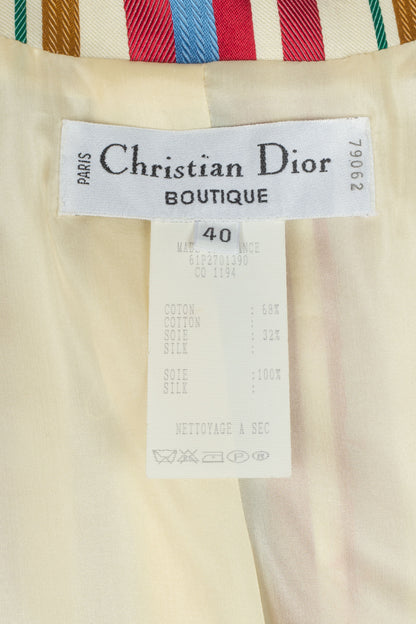 PARIS
Christian Dior
BOUTIQUE
79062
40
61P2701390
CO 1194
COTON : 68%
COTTON :
SOIE : 32%
SILK :
SOIE :100%
SILK :
NETTOYAGE A SEC